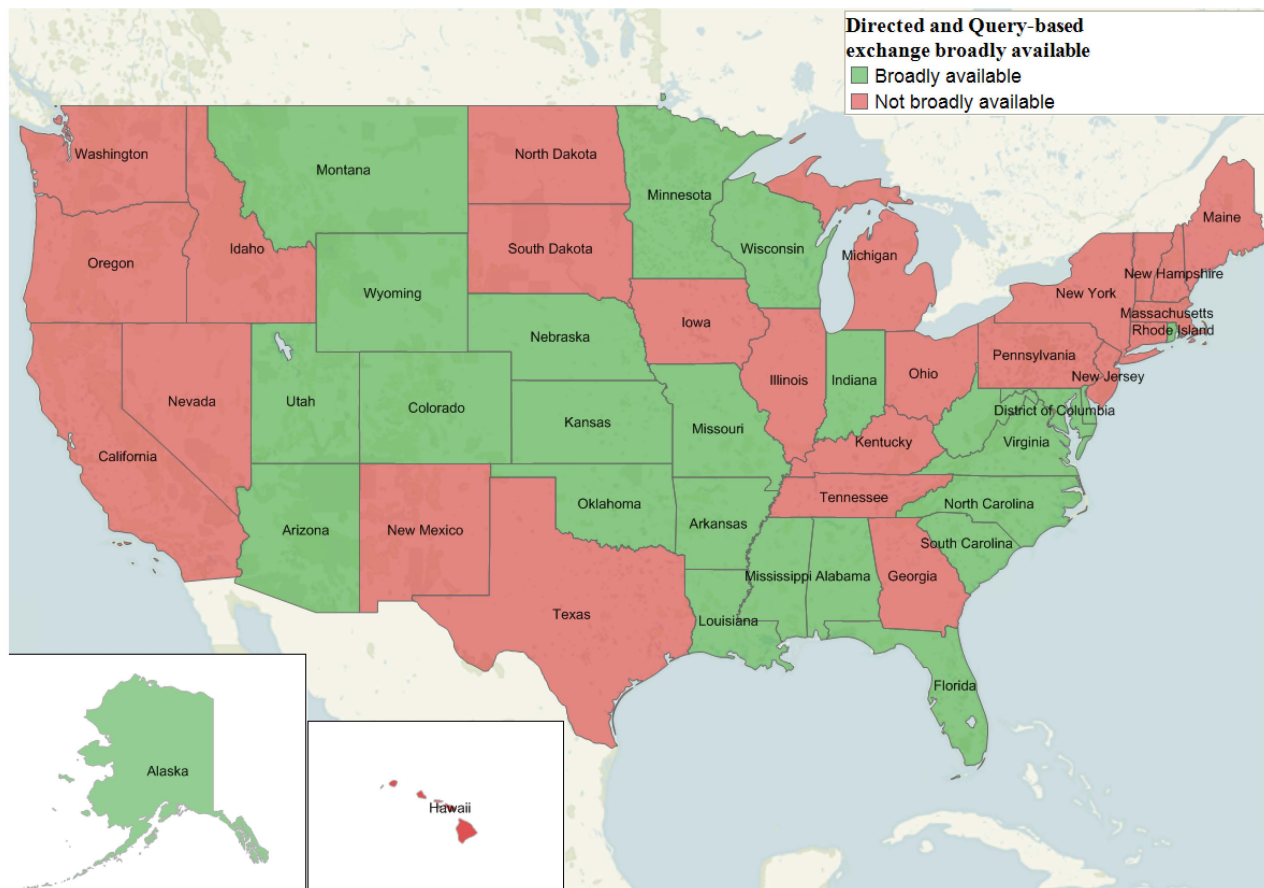 Directed and Query-based
exchange broadly available
Broadly available
Not broadly available
Washington
Montana
North Dakota
Minnesota
Maine
Oregon
Idaho
South Dakota
Wisconsin
Michigan
New Hampshire
Wyoming
New York
Massachusetts
Rhode Island
Nebraska
Iowa
Pennsylvania
Nevada
Utah
Colorado
Illinois
Indiana
Ohio
New Jersey
California
Kansas
Missouri
Kentucky
District of Columbia
Virginia
Arizona
New Mexico
Oklahoma
Arkansas
Tennessee
North Carolina
South Carolina
Texas
Louisiana
Mississippi
Alabama
Georgia
Florida
Alaska
Hawaii